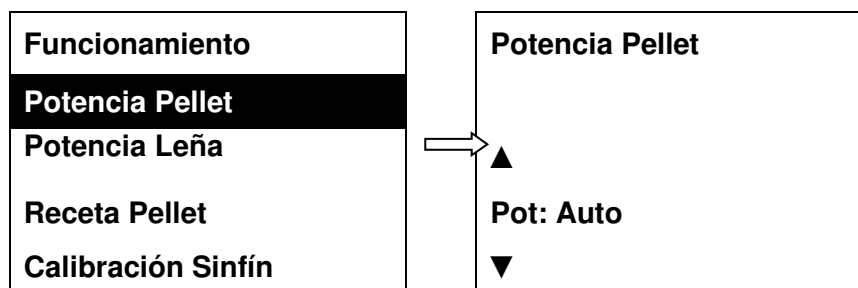 Funcionamiento
Potencia Pellet
Potencia Leña
Receta Pellet
Calibración Sinfín
Potencia Pellet
▲
Pot: Auto
▼